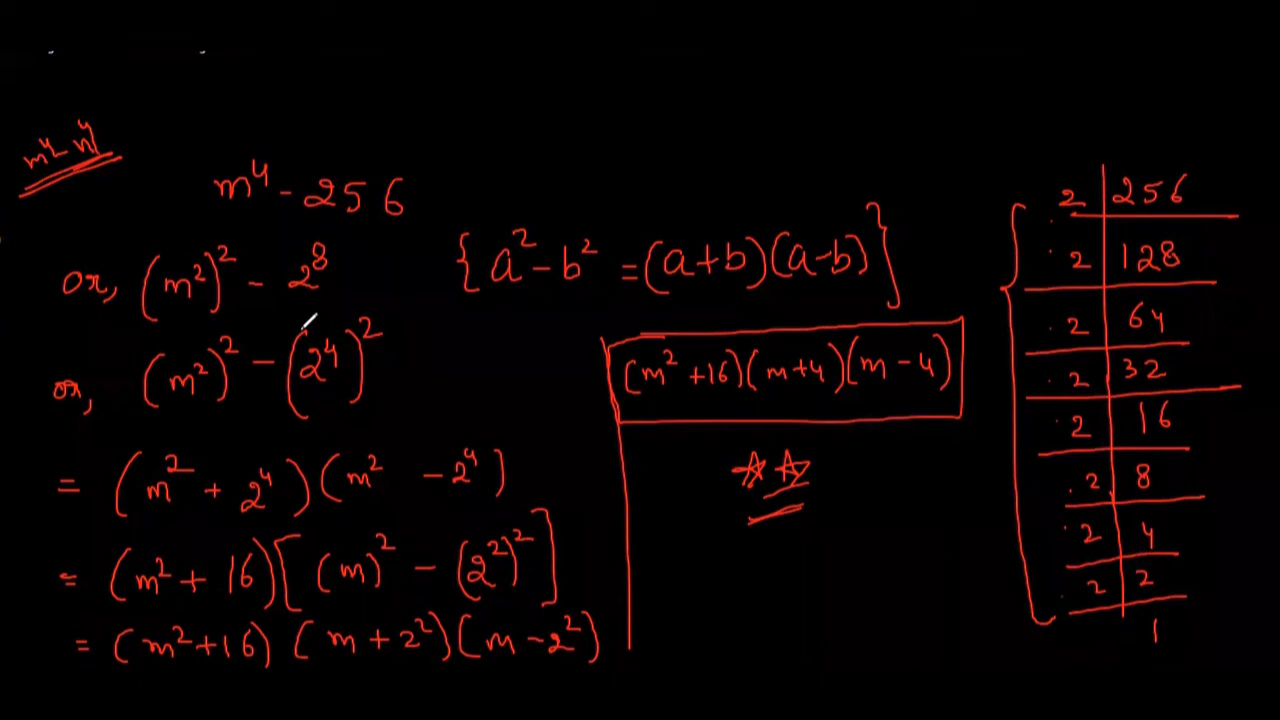 m⁴ - n⁴
m⁴ - 256
or, (m²)² - 2⁸
{a² - b² = (a+b)(a-b)}
or, (m²)² - (2⁴)²
= (m² + 2⁴)(m² - 2⁴)
= (m² + 16)[(m)² - (2²)²]
= (m² + 16)(m + 2²)(m - 2²)
(m² + 16)(m + 4)(m - 4)
2 | 256
2 | 128
2 | 64
2 | 32
2 | 16
2 | 8
2 | 4
2 | 2
1